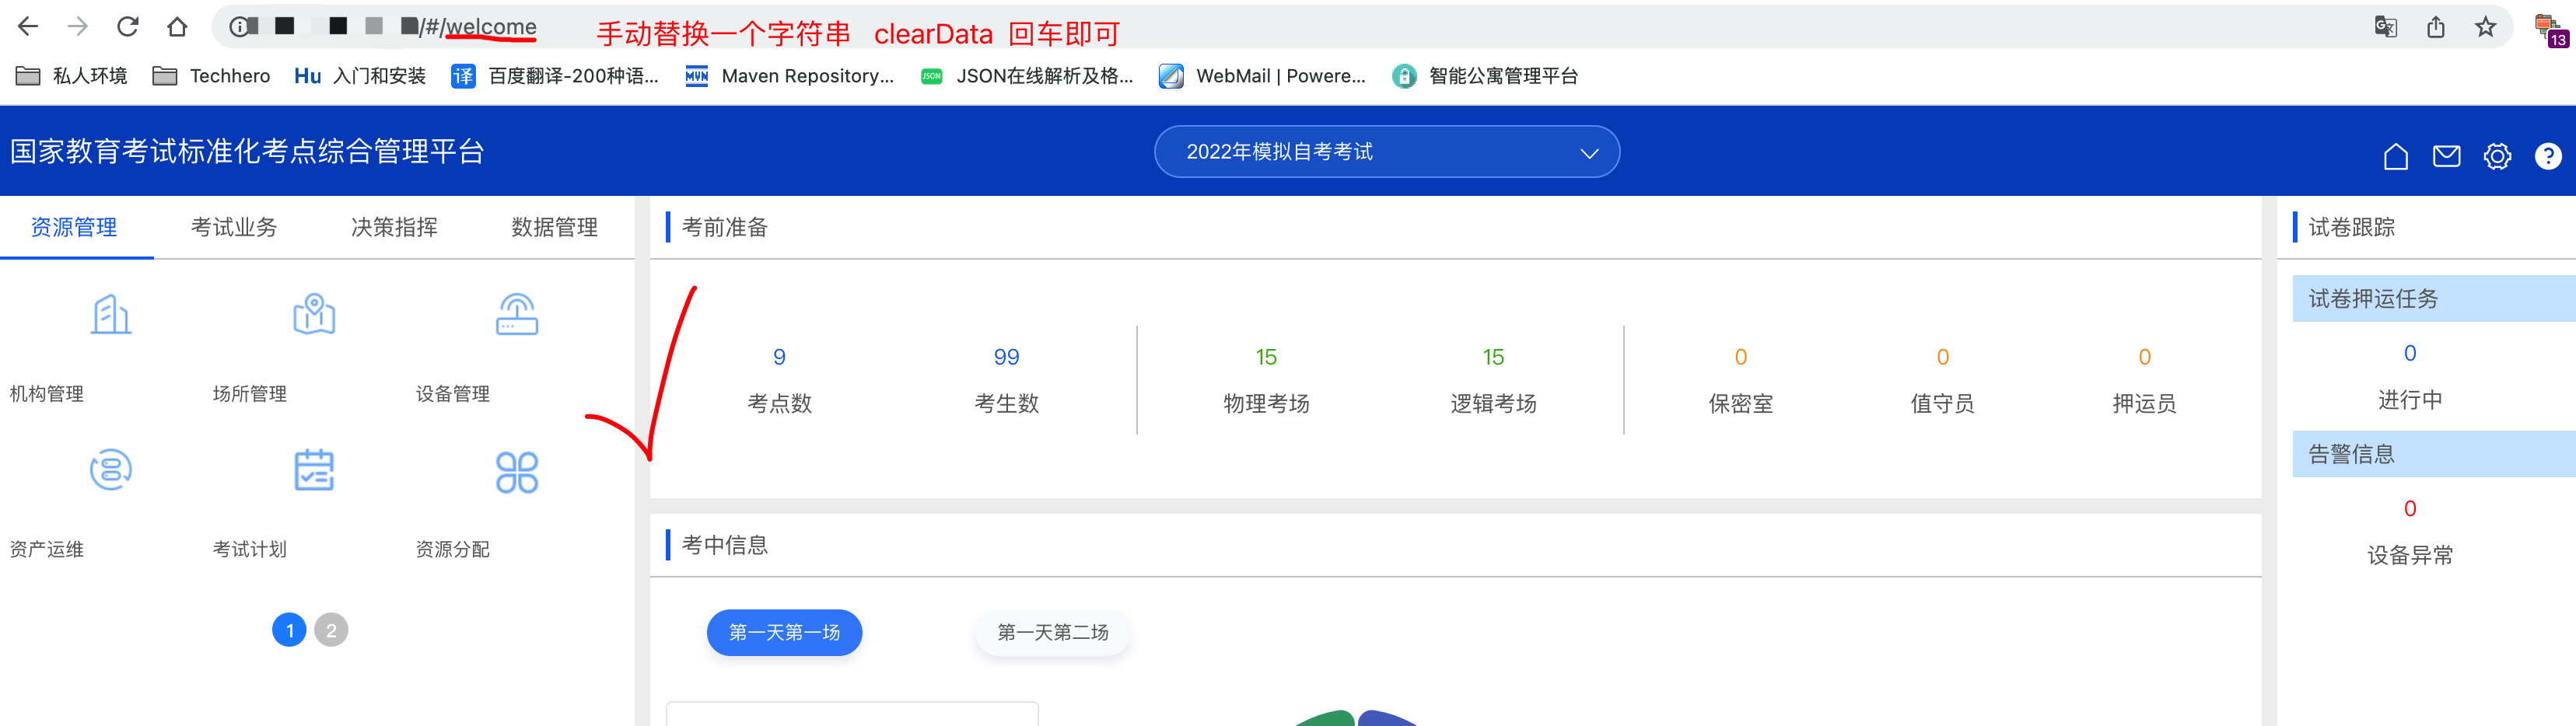 /#/welcome 手动替换一个字符串 clearData 回车即可
13
私人环境 Techhero Hu 入门和安装 译 百度翻译-200种语... MVN Maven Repository... JSON JSON在线解析及格... WebMail | Powere... 智能公寓管理平台
国家教育考试标准化考点综合管理平台 2022年模拟自考考试 ?
资源管理 考试业务 决策指挥 数据管理
机构管理 场所管理 设备管理
资产运维 考试计划 资源分配
1 2
考前准备
9 99 15 15 0 0 0
考点数 考生数 物理考场 逻辑考场 保密室 值守员 押运员
考中信息
第一天第一场 第一天第二场
试卷跟踪
试卷押运任务
0
进行中
告警信息
0
设备异常